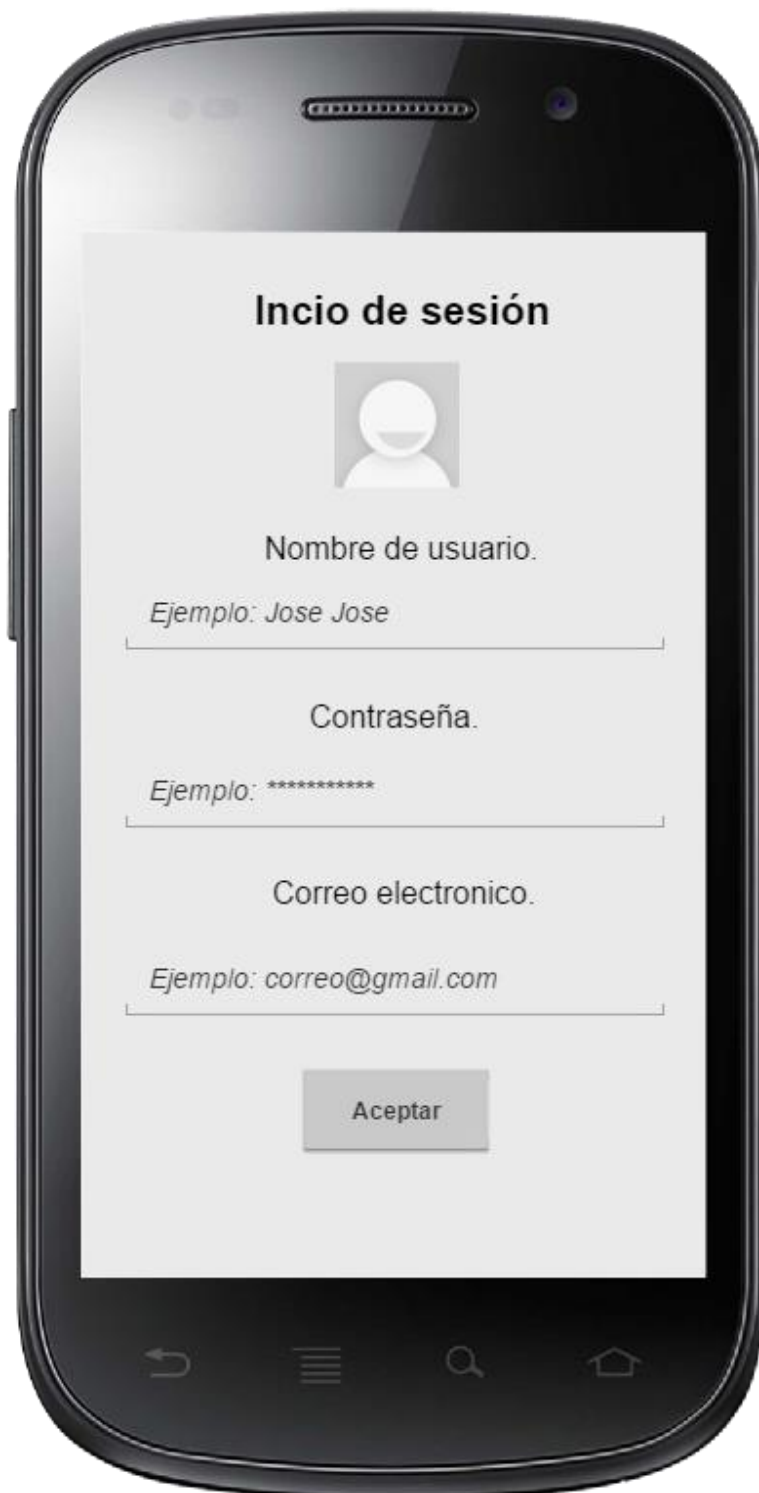 Incio de sesión
Nombre de usuario.
Ejemplo: Jose Jose
Contraseña.
Ejemplo: ***********
Correo electronico.
Ejemplo: correo@gmail.com
Aceptar